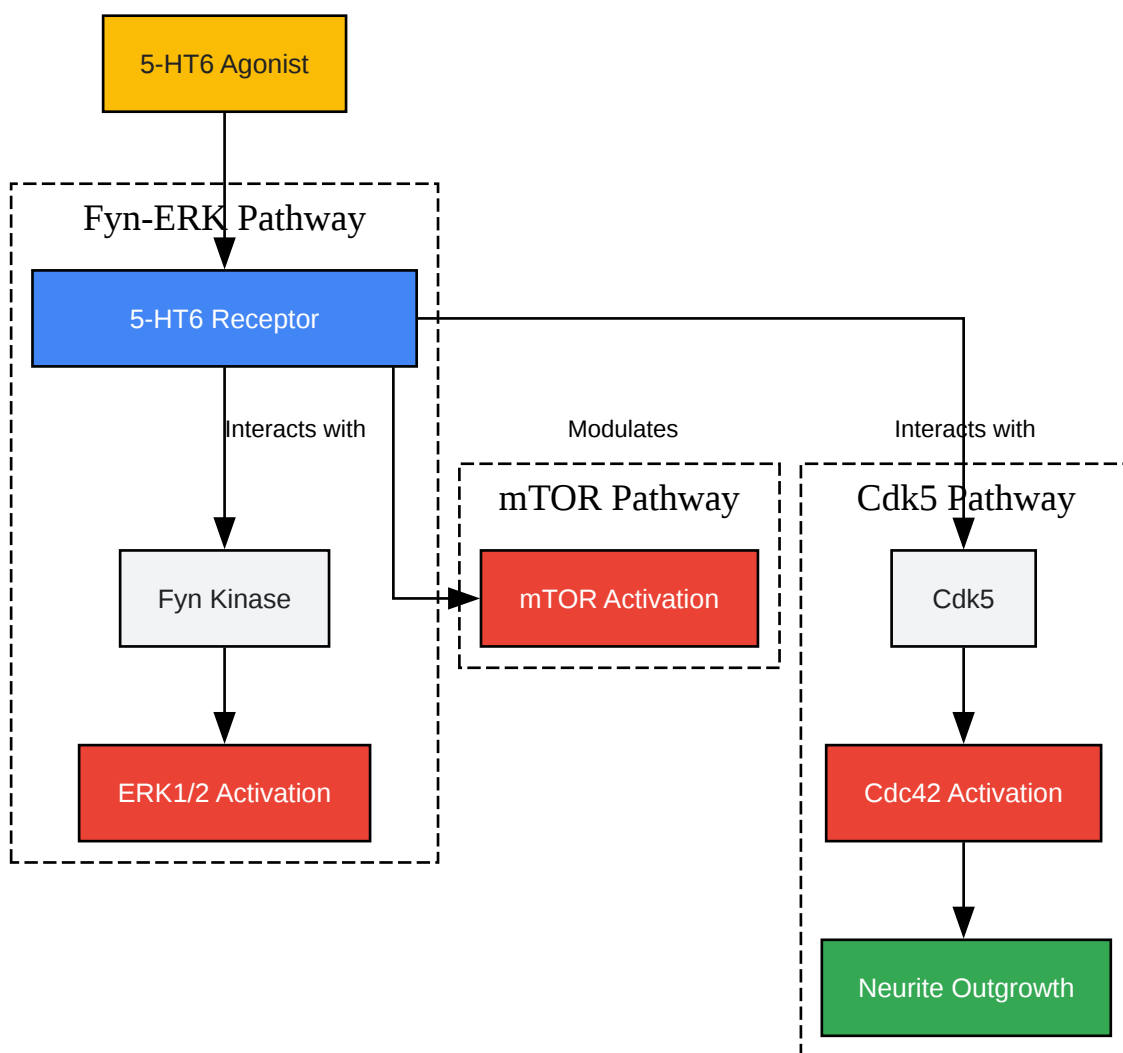 5-HT6 Agonist
Fyn-ERK Pathway
5-HT6 Receptor
Interacts with
Modulates
Interacts with
mTOR Pathway
Cdk5 Pathway
Fyn Kinase
mTOR Activation
Cdk5
ERK1/2 Activation
Cdc42 Activation
Neurite Outgrowth